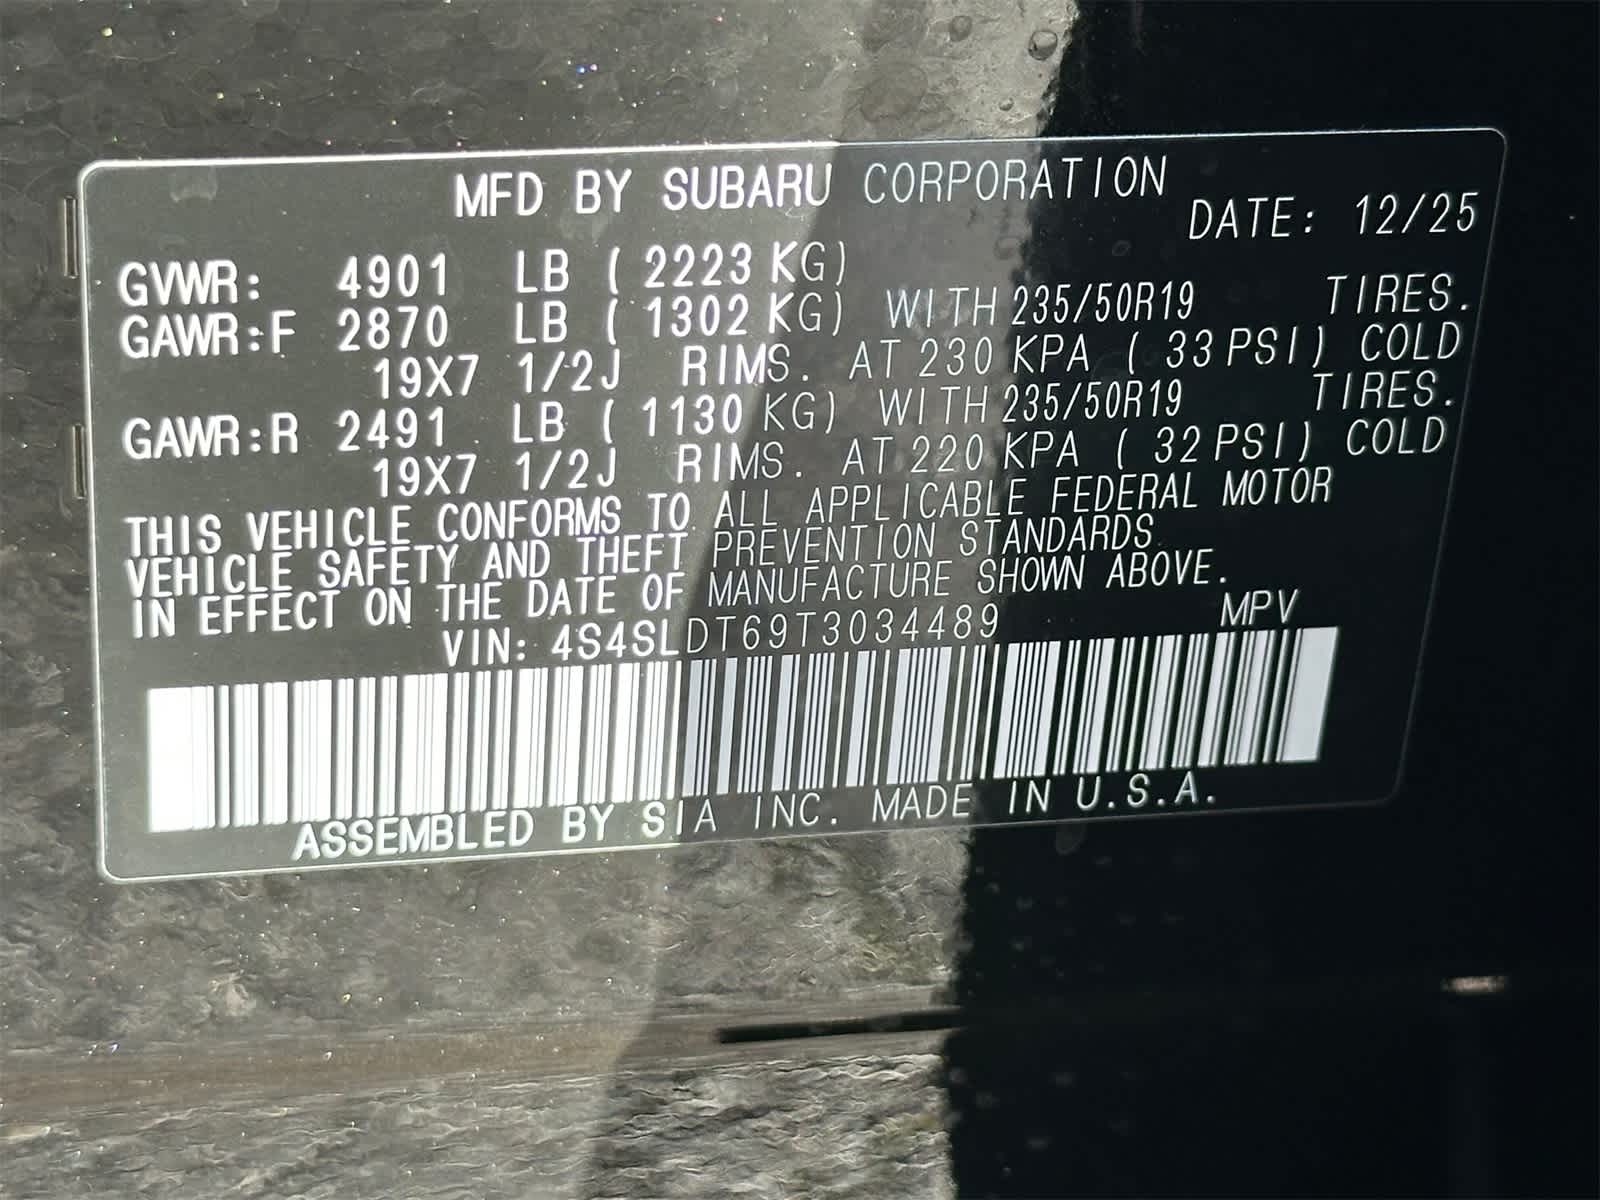 MFD BY SUBARU CORPORATION
DATE: 12/25
GVWR: 4901 LB ( 2223 KG)
GAWR:F 2870 LB ( 1302 KG) WITH 235/50R19 TIRES.
19X7 1/2J RIMS. AT 230 KPA ( 33 PSI) COLD
GAWR:R 2491 LB ( 1130 KG) WITH 235/50R19 TIRES.
19X7 1/2J RIMS. AT 220 KPA ( 32 PSI) COLD
THIS VEHICLE CONFORMS TO ALL APPLICABLE FEDERAL MOTOR
VEHICLE SAFETY AND THEFT PREVENTION STANDARDS
IN EFFECT ON THE DATE OF MANUFACTURE SHOWN ABOVE.
VIN: 4S4SLDT69T3034489 MPV
ASSEMBLED BY SIA INC. MADE IN U.S.A.